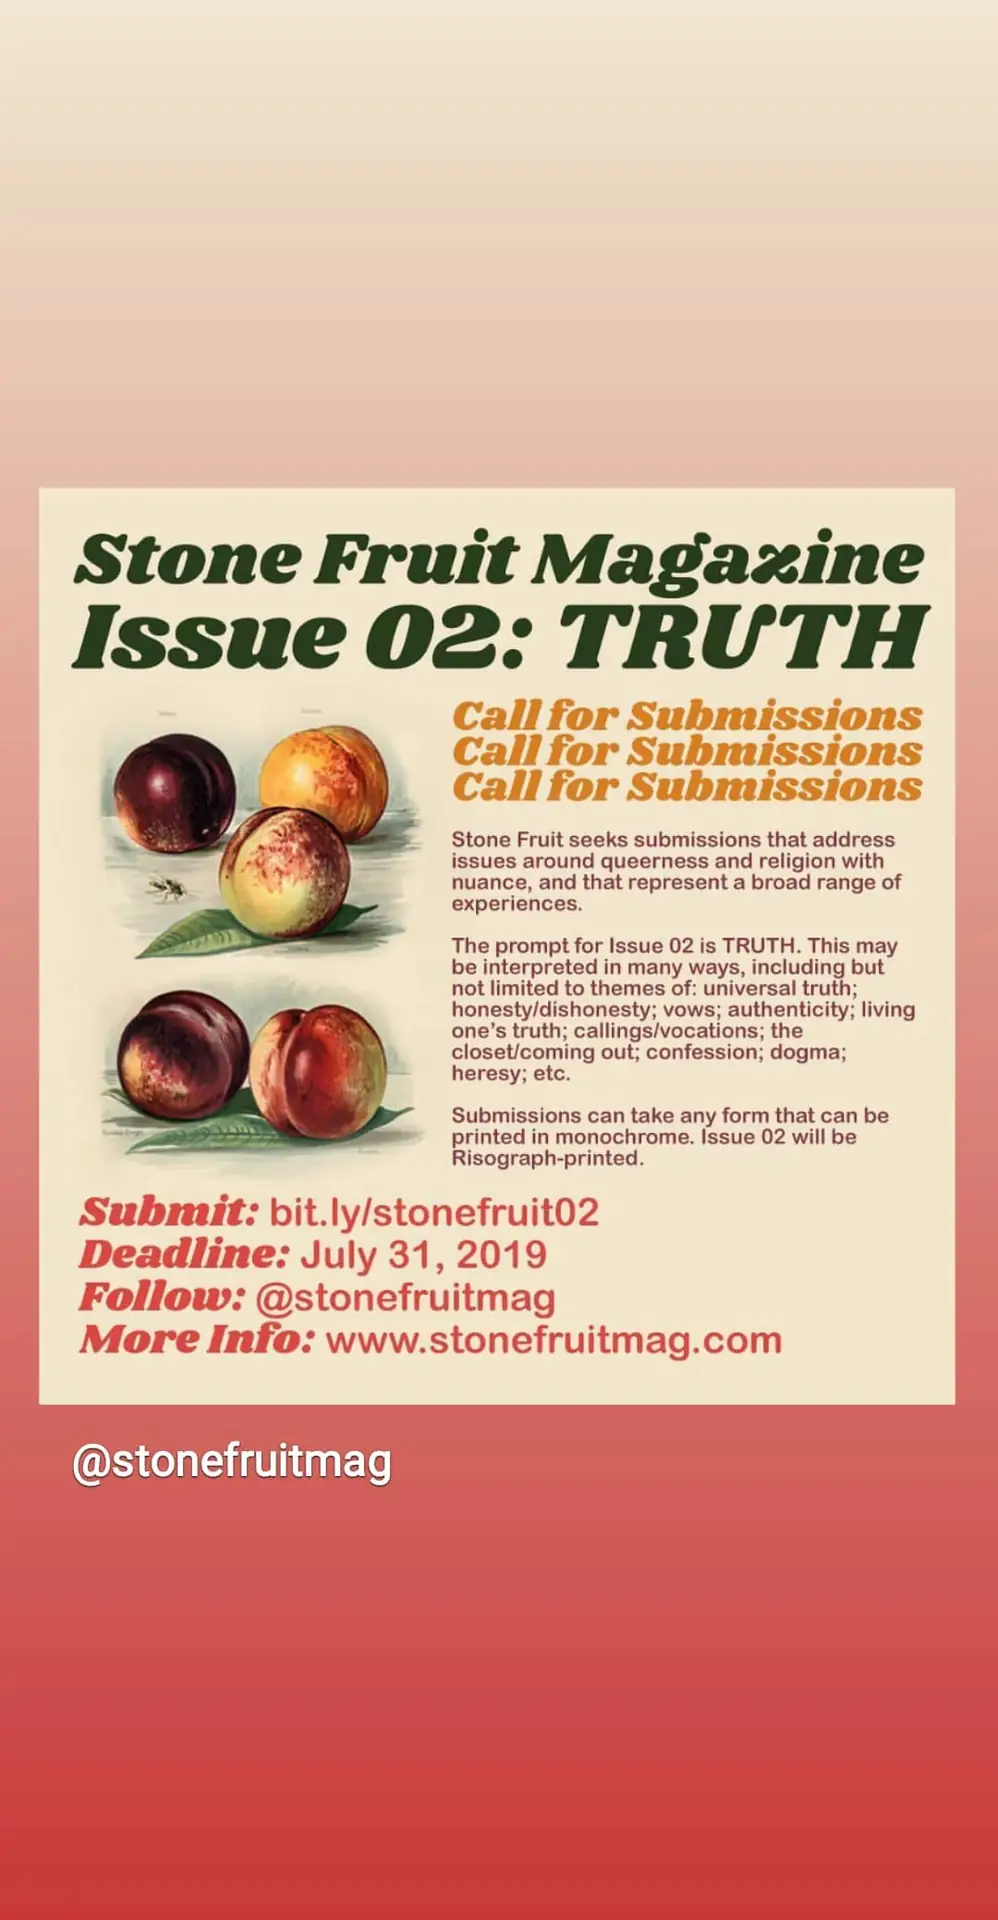 Stone Fruit Magazine
Issue 02: TRUTH
Call for Submissions
Call for Submissions
Call for Submissions
Stone Fruit seeks submissions that address
issues around queerness and religion with
nuance, and that represent a broad range of
experiences.
The prompt for Issue 02 is TRUTH. This may
be interpreted in many ways, including but
not limited to themes of: universal truth;
honesty/dishonesty; vows; authenticity; living
one’s truth; callings/vocations; the
closet/coming out; confession; dogma;
heresy; etc.
Submissions can take any form that can be
printed in monochrome. Issue 02 will be
Risograph-printed.
Submit: bit.ly/stonefruit02
Deadline: July 31, 2019
Follow: @stonefruitmag
More Info: www.stonefruitmag.com
@stonefruitmag